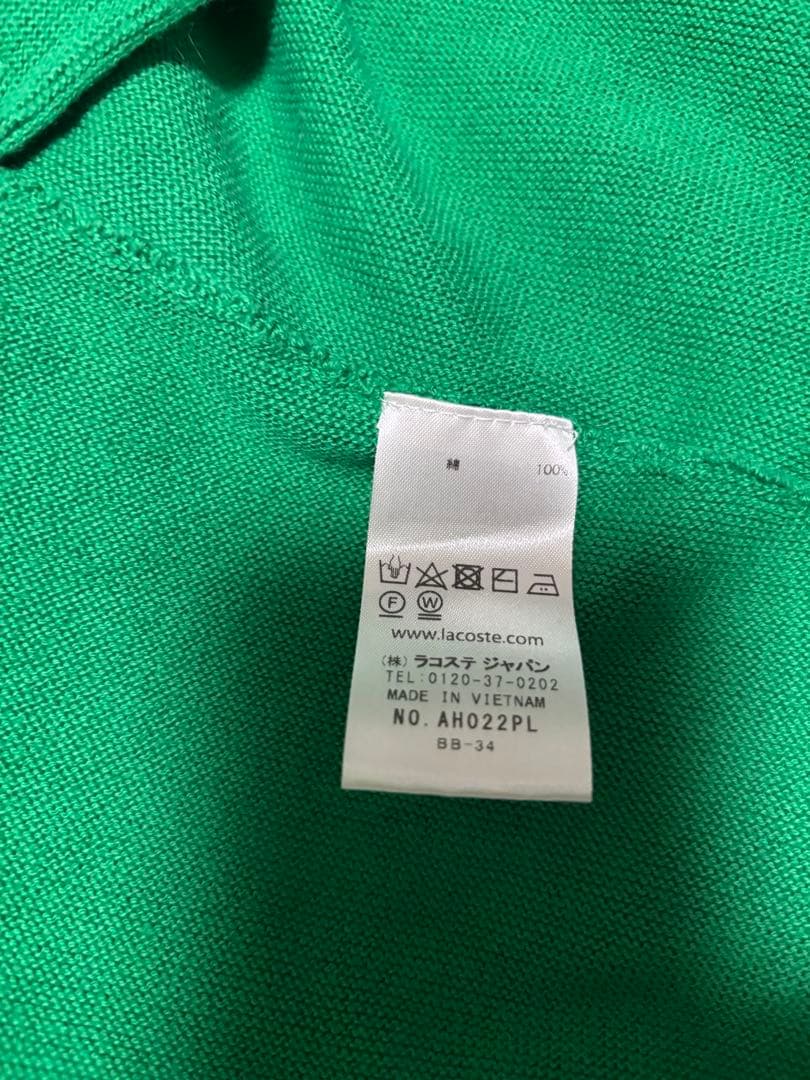 綿 100%
F W
www.lacoste.com
(株) ラコステ ジャパン
TEL:0120-37-0202
MADE IN VIETNAM
NO. AH022PL
BB-34